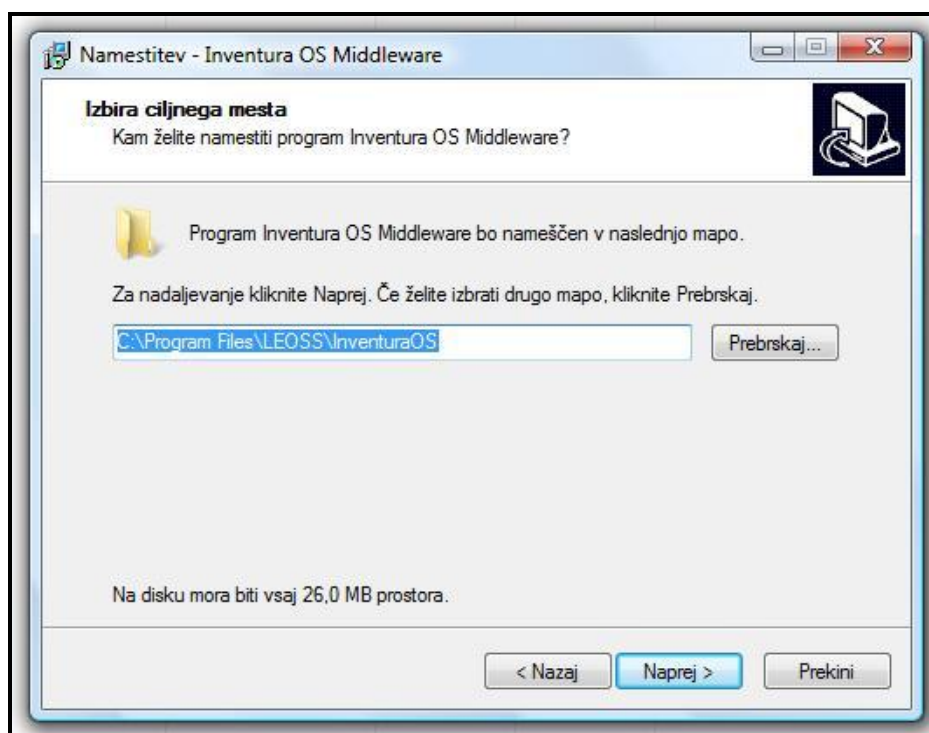 Namestitev - Inventura OS Middleware
Izbira ciljnega mesta
Kam želite namestiti program Inventura OS Middleware?
Program Inventura OS Middleware bo nameščen v naslednjo mapo.
Za nadaljevanje kliknite Naprej. Če želite izbrati drugo mapo, kliknite Prebrskaj.
C:\Program Files\LEOSS\InventuraOS
Prebrskaj...
Na disku mora biti vsaj 26,0 MB prostora.
< Nazaj
Naprej >
Prekini